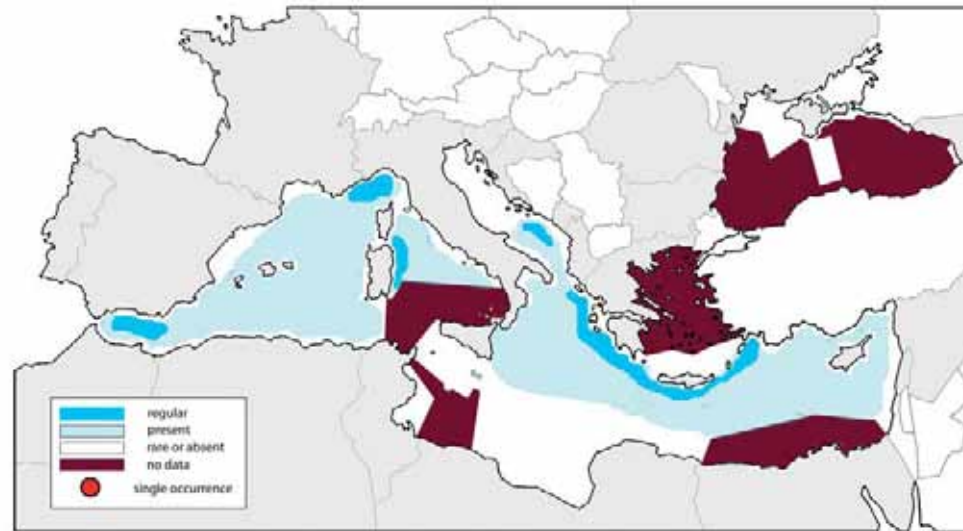 regular
present
rare or absent
no data
single occurrence